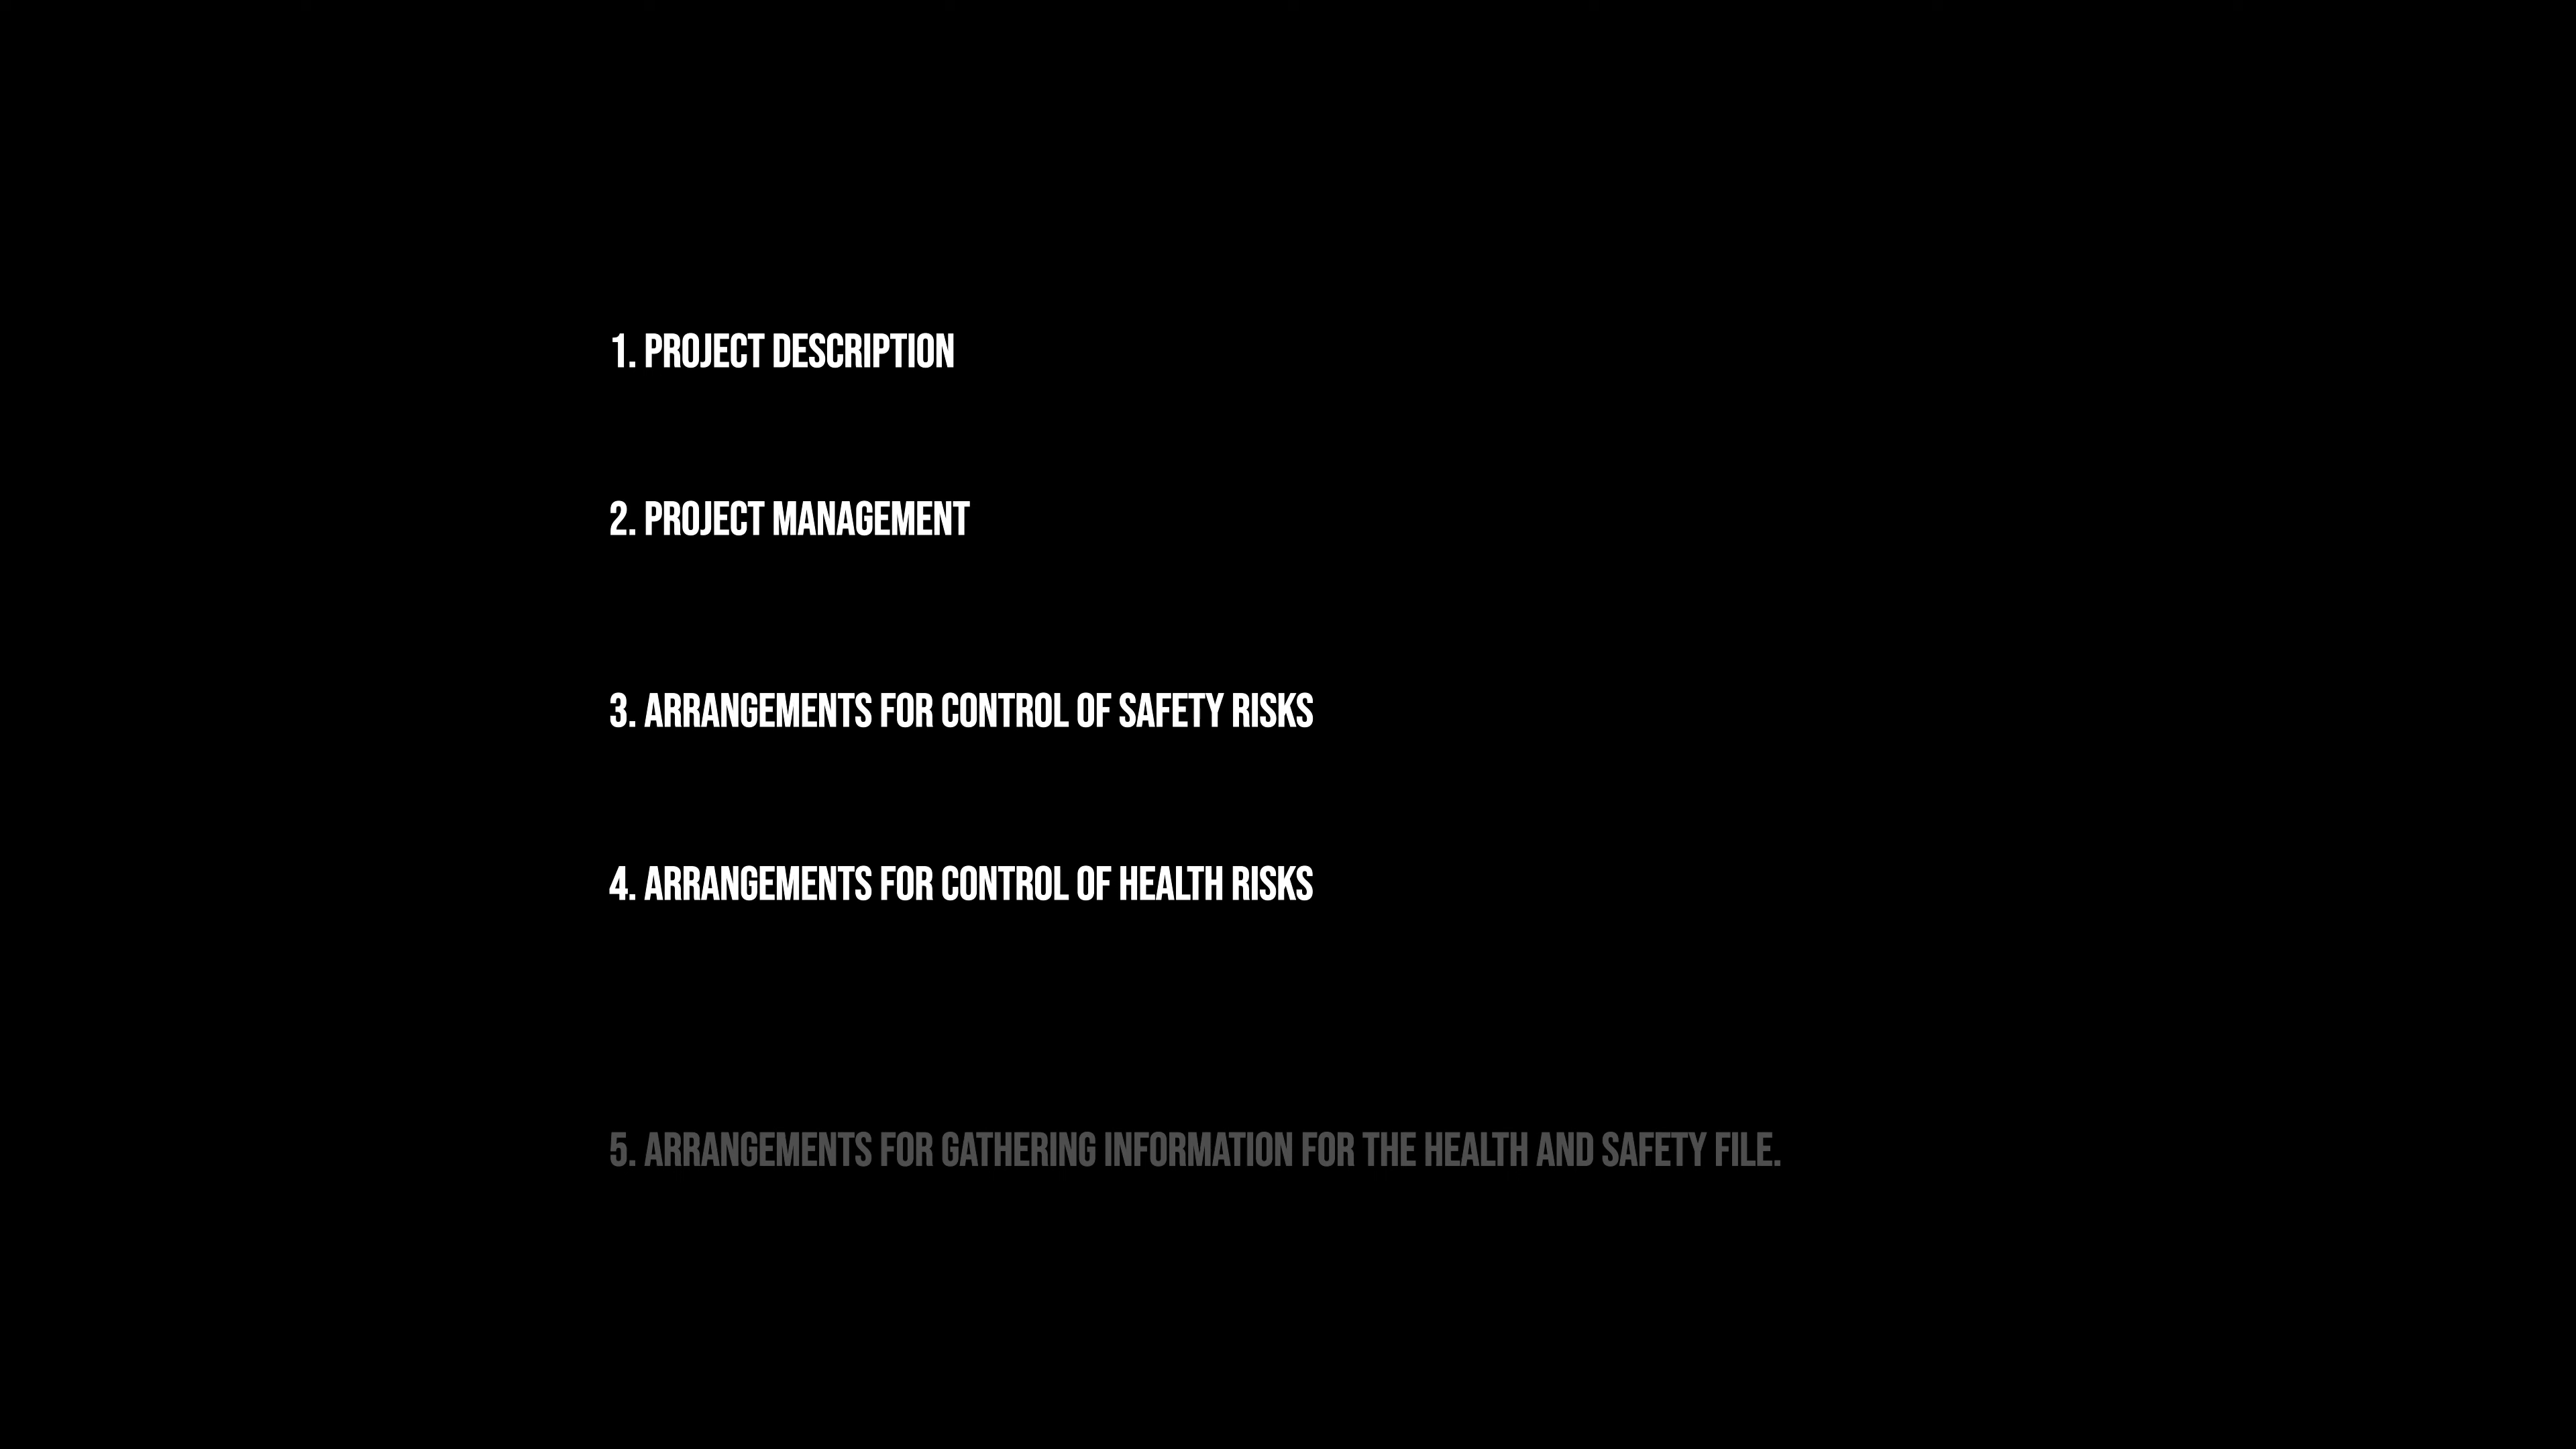 1. PROJECT DESCRIPTION
2. PROJECT MANAGEMENT
3. ARRANGEMENTS FOR CONTROL OF SAFETY RISKS
4. ARRANGEMENTS FOR CONTROL OF HEALTH RISKS
5. ARRANGEMENTS FOR GATHERING INFORMATION FOR THE HEALTH AND SAFETY FILE.